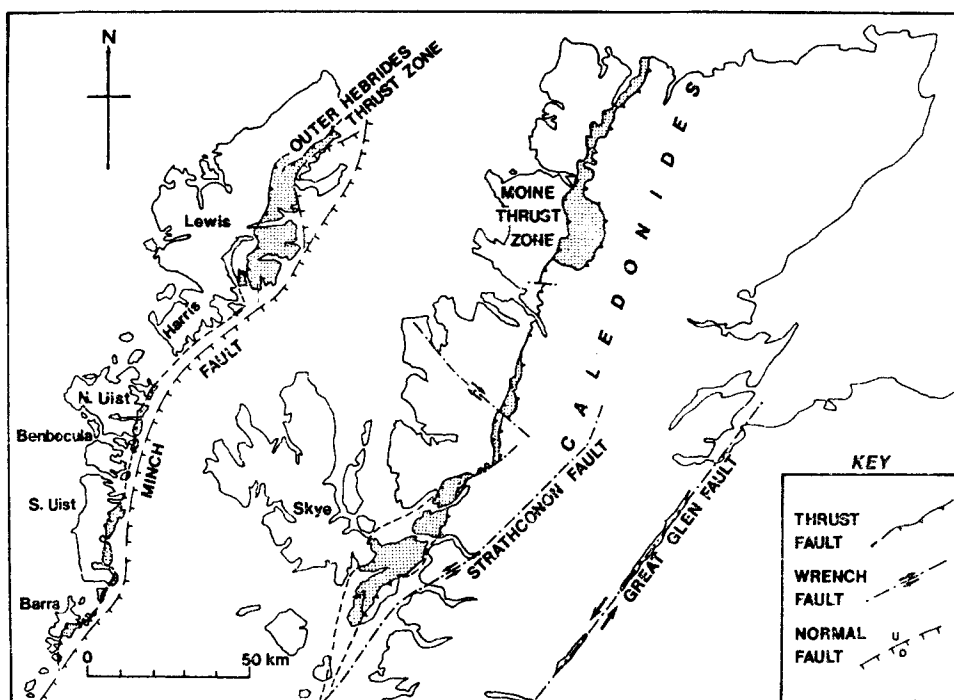 N
OUTER HEBRIDES
THRUST ZONE
Lewis
MOINE
THRUST
ZONE
CALEDONIDES
Harris
FAULT
N. Uist
Benbocula
MINCH
S. Uist
Skye
STRATHCONON FAULT
GREAT GLEN FAULT
Barra
0 50 km
KEY
THRUST
FAULT
WRENCH
FAULT
NORMAL
FAULT
U
D